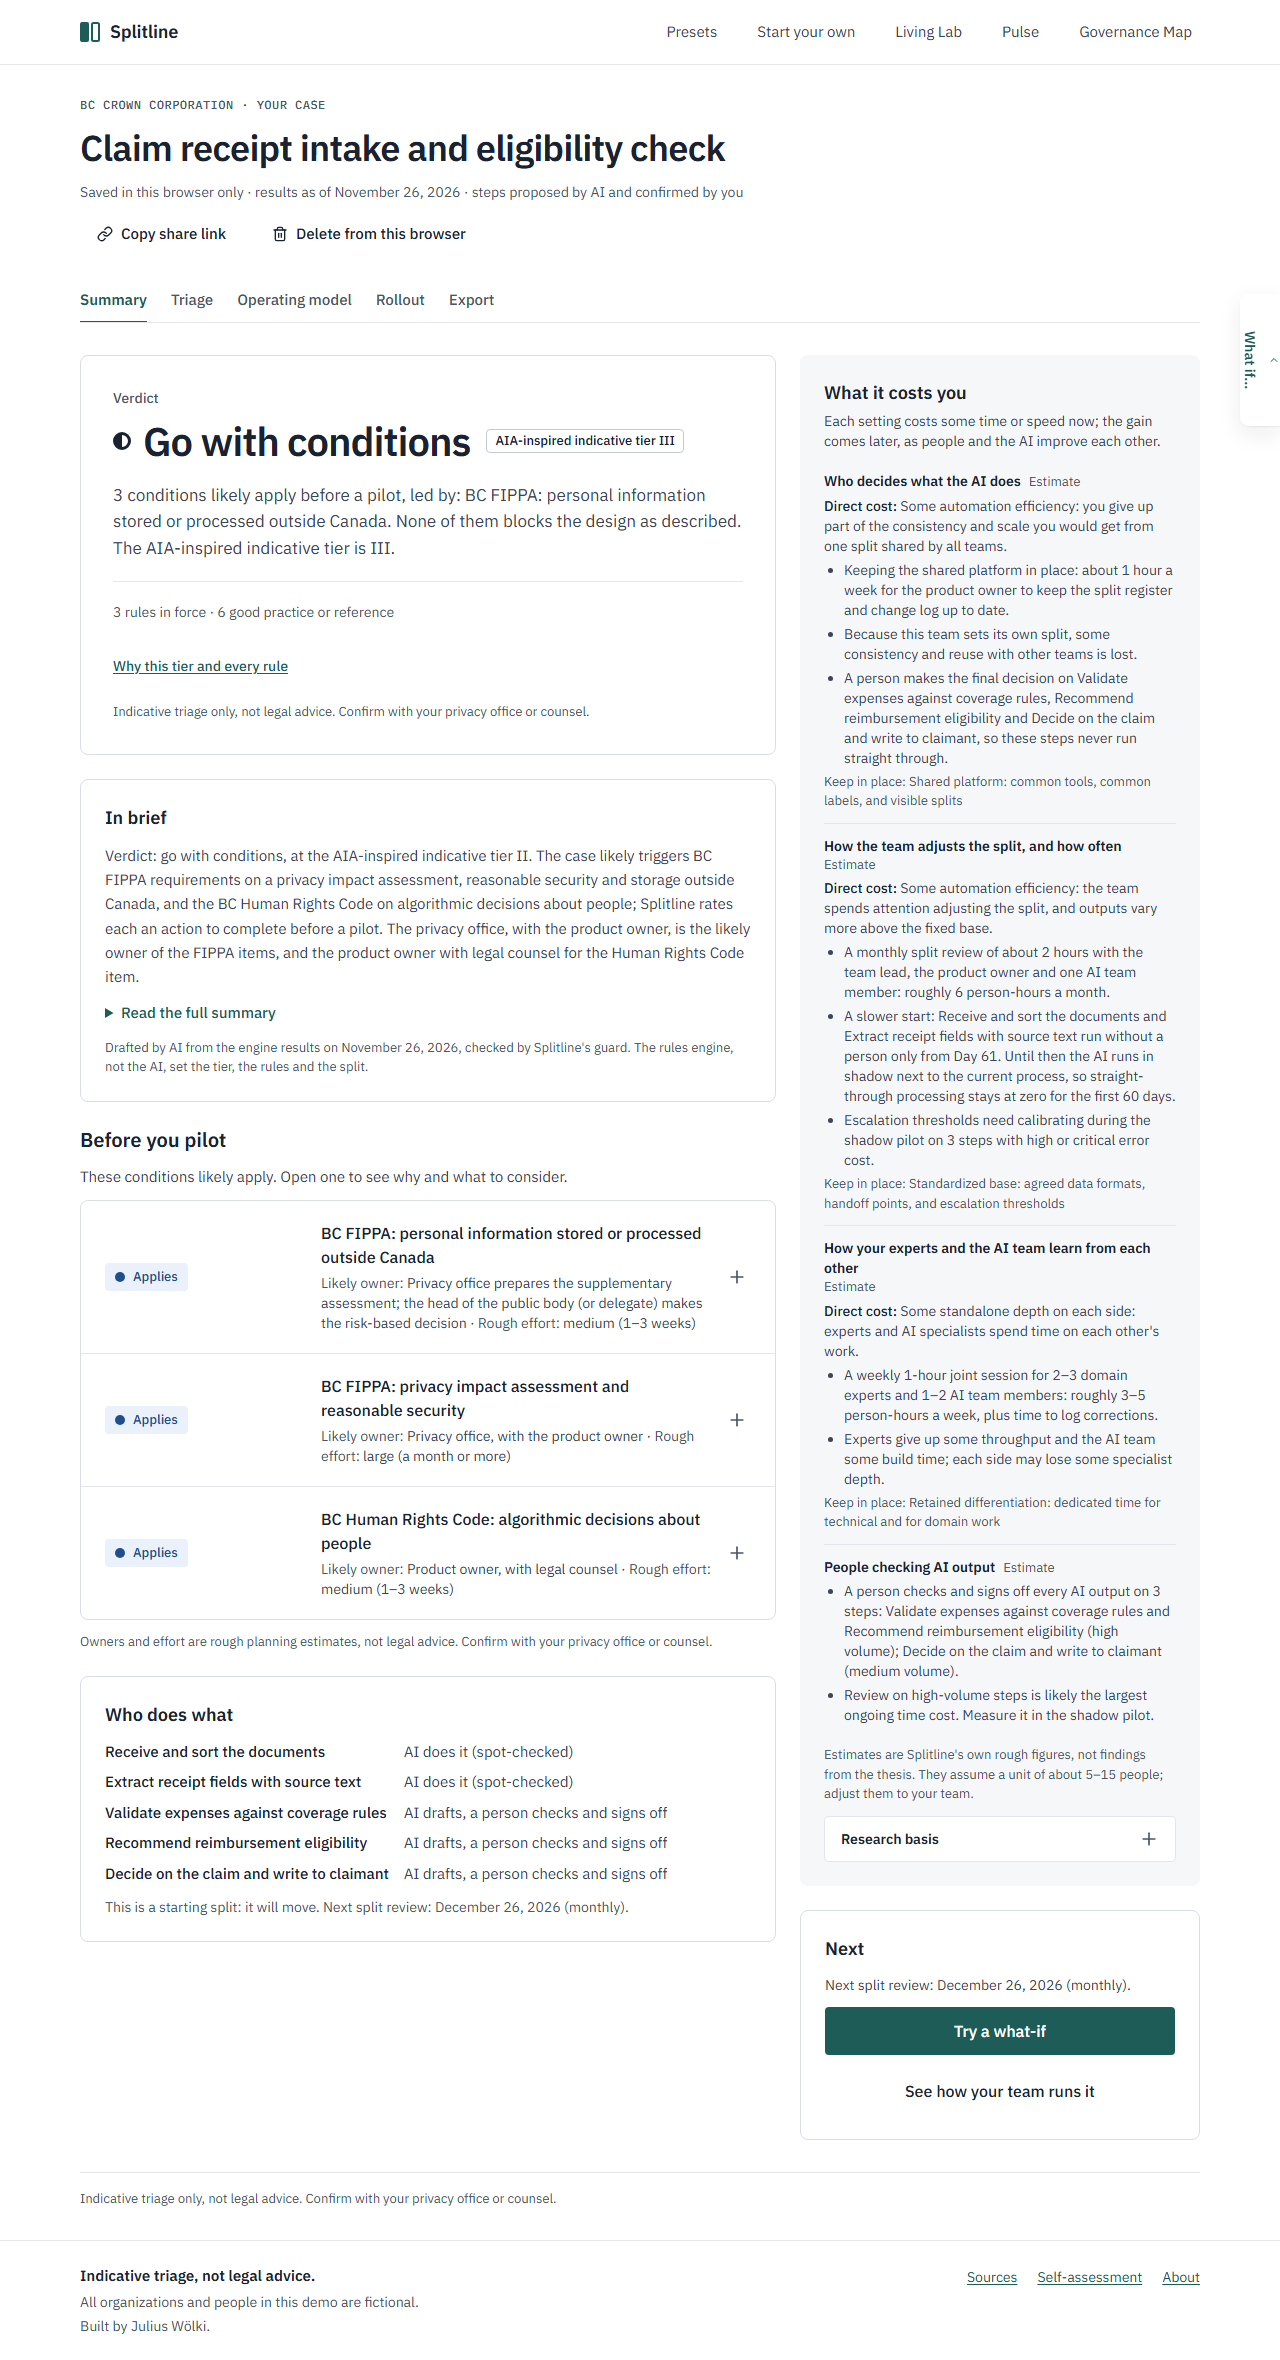 Splitline
Presets
Start your own
Living Lab
Pulse
Governance Map
BC CROWN CORPORATION · YOUR CASE
Claim receipt intake and eligibility check
Saved in this browser only · results as of November 26, 2026 · steps proposed by AI and confirmed by you
Copy share link
Delete from this browser
Summary
Triage
Operating model
Rollout
Export
What if...
Verdict
Go with conditions
AIA-inspired indicative tier III
3 conditions likely apply before a pilot, led by: BC FIPPA: personal information
stored or processed outside Canada. None of them blocks the design as described.
The AIA-inspired indicative tier is III.
3 rules in force · 6 good practice or reference
Why this tier and every rule
Indicative triage only, not legal advice. Confirm with your privacy office or counsel.
In brief
Verdict: go with conditions, at the AIA-inspired indicative tier II. The case likely triggers BC
FIPPA requirements on a privacy impact assessment, reasonable security and storage outside
Canada, and the BC Human Rights Code on algorithmic decisions about people; Splitline rates
each an action to complete before a pilot. The privacy office, with the product owner, is the likely
owner of the FIPPA items, and the product owner with legal counsel for the Human Rights Code
item.
Read the full summary
Drafted by AI from the engine results on November 26, 2026, checked by Splitline's guard. The rules engine,
not the AI, set the tier, the rules and the split.
Before you pilot
These conditions likely apply. Open one to see why and what to consider.
Applies
BC FIPPA: personal information stored or processed
outside Canada
Likely owner: Privacy office prepares the supplementary
assessment; the head of the public body (or delegate) makes
the risk-based decision · Rough effort: medium (1–3 weeks)
Applies
BC FIPPA: privacy impact assessment and
reasonable security
Likely owner: Privacy office, with the product owner · Rough
effort: large (a month or more)
Applies
BC Human Rights Code: algorithmic decisions about
people
Likely owner: Product owner, with legal counsel · Rough effort:
medium (1–3 weeks)
Owners and effort are rough planning estimates, not legal advice. Confirm with your privacy office or counsel.
Who does what
Receive and sort the documents AI does it (spot-checked)
Extract receipt fields with source text AI does it (spot-checked)
Validate expenses against coverage rules AI drafts, a person checks and signs off
Recommend reimbursement eligibility AI drafts, a person checks and signs off
Decide on the claim and write to claimant AI drafts, a person checks and signs off
This is a starting split: it will move. Next split review: December 26, 2026 (monthly).
What it costs you
Each setting costs some time or speed now; the gain
comes later, as people and the AI improve each other.
Who decides what the AI does Estimate
Direct cost: Some automation efficiency: you give up
part of the consistency and scale you would get from
one split shared by all teams.
• Keeping the shared platform in place: about 1 hour a
week for the product owner to keep the split register
and change log up to date.
• Because this team sets its own split, some
consistency and reuse with other teams is lost.
• A person makes the final decision on Validate
expenses against coverage rules, Recommend
reimbursement eligibility and Decide on the claim
and write to claimant, so these steps never run
straight through.
Keep in place: Shared platform: common tools, common
labels, and visible splits
How the team adjusts the split, and how often
Estimate
Direct cost: Some automation efficiency: the team
spends attention adjusting the split, and outputs vary
more above the fixed base.
• A monthly split review of about 2 hours with the
team lead, the product owner and one AI team
member: roughly 6 person-hours a month.
• A slower start: Receive and sort the documents and
Extract receipt fields with source text run without a
person only from Day 61. Until then the AI runs in
shadow next to the current process, so straight-
through processing stays at zero for the first 60 days.
• Escalation thresholds need calibrating during the
shadow pilot on 3 steps with high or critical error
cost.
Keep in place: Standardized base: agreed data formats,
handoff points, and escalation thresholds
How your experts and the AI team learn from each
other
Estimate
Direct cost: Some standalone depth on each side:
experts and AI specialists spend time on each other's
work.
• A weekly 1-hour joint session for 2–3 domain
experts and 1–2 AI team members: roughly 3–5
person-hours a week, plus time to log corrections.
• Experts give up some throughput and the AI team
some build time; each side may lose some specialist
depth.
Keep in place: Retained differentiation: dedicated time for
technical and for domain work
People checking AI output Estimate
• A person checks and signs off every AI output on 3
steps: Validate expenses against coverage rules and
Recommend reimbursement eligibility (high
volume); Decide on the claim and write to claimant
(medium volume).
• Review on high-volume steps is likely the largest
ongoing time cost. Measure it in the shadow pilot.
Estimates are Splitline's own rough figures, not findings
from the thesis. They assume a unit of about 5–15 people;
adjust them to your team.
Research basis
Next
Next split review: December 26, 2026 (monthly).
Try a what-if
See how your team runs it
Indicative triage only, not legal advice. Confirm with your privacy office or counsel.
Indicative triage, not legal advice.
All organizations and people in this demo are fictional.
Built by Julius Wölki.
Sources
Self-assessment
About